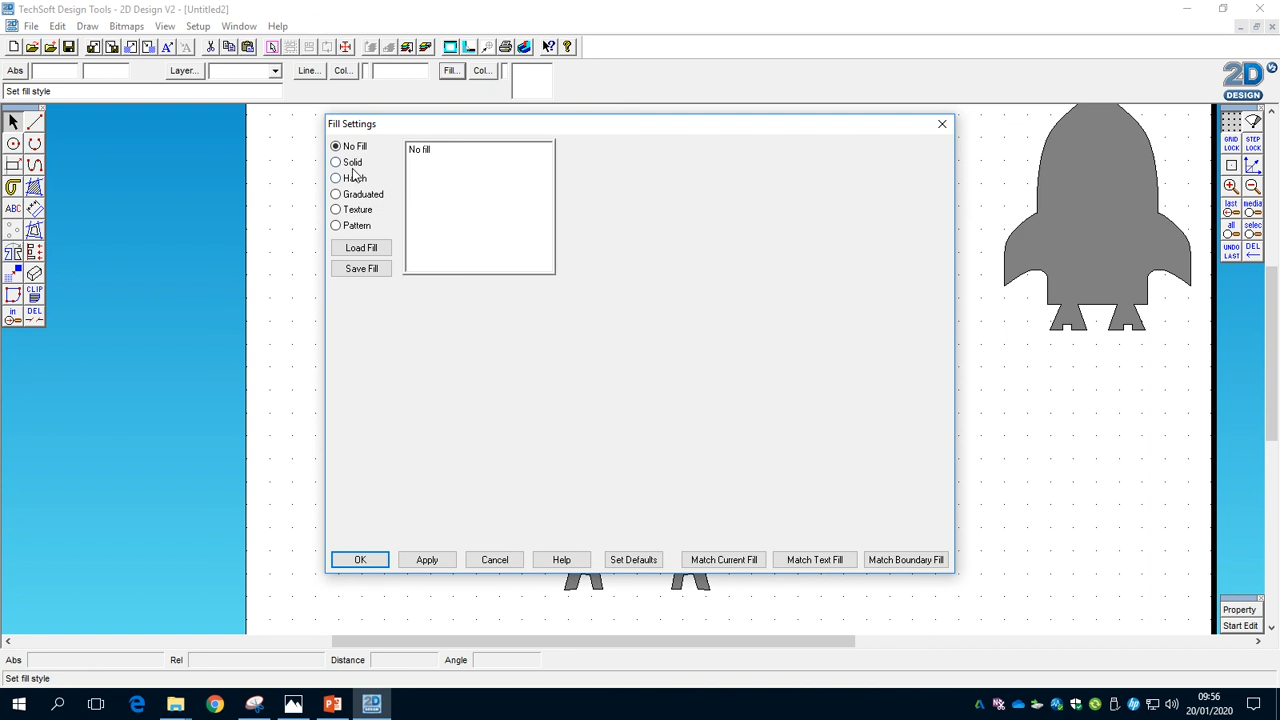 TechSoft Design Tools - 2D Design V2 - [Untitled2]
File Edit Draw Bitmaps View Setup Window Help
Abs Layer... Line... Col... Fill... Col...
Set fill style
2D V2
DESIGN
Fill Settings
No Fill
Solid
Hatch
Graduated
Texture
Pattern
Load Fill
Save Fill
No fill
OK Apply Cancel Help Set Defaults Match Current Fill Match Text Fill Match Boundary Fill
ABC
CLIP
in DEL
GRID LOCK STEP LOCK
last media
all selec
UNDO LAST DEL
Property
Start Edit
Abs Rel Distance Angle
Set fill style
09:56
20/01/2020